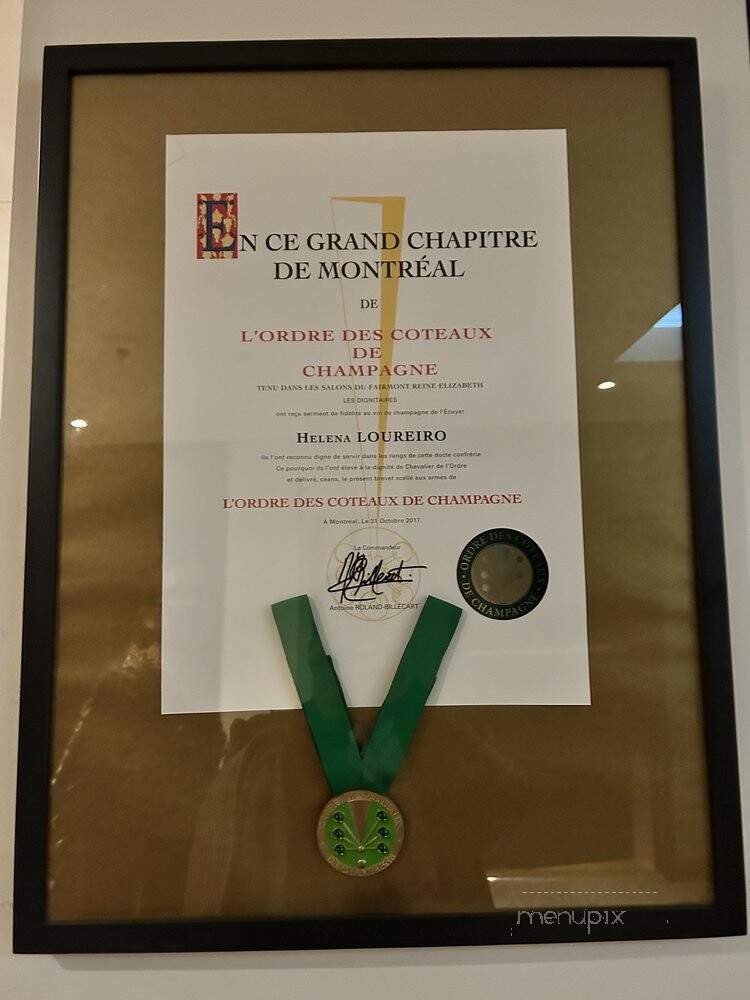 EN CE GRAND CHAPITRE
DE MONTRÉAL
DE
L'ORDRE DES COTEAUX
DE
CHAMPAGNE
TENU DANS LES SALONS DU FAIRMONT REINE ELIZABETH
LES DIGNITAIRES
ont reçu serment de fidélité au vin de champagne de l'Écuyer
HELENA LOUREIRO
Ils l'ont reconnu digne de servir dans les rangs de cette docte confrérie
Ce pourquoi ils l'ont élevé à la dignité de Chevalier de l'Ordre
et délivré, céans, le présent brevet scellé aux armes de
L'ORDRE DES COTEAUX DE CHAMPAGNE
À Montréal, Le 31 Octobre 2017.
Le Commandeur
Antoine ROLAND-BILLECART
ORDRE DES COTEAUX
DE CHAMPAGNE
menupix